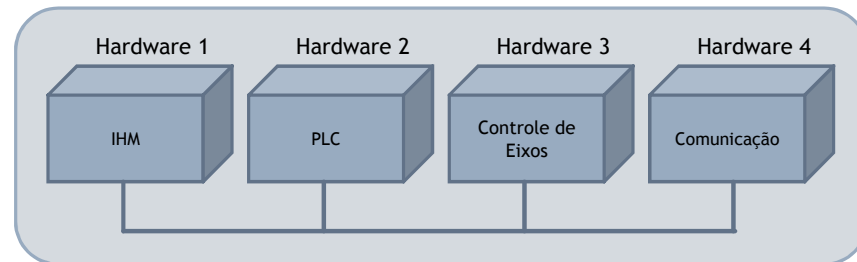 Hardware 1
Hardware 2
Hardware 3
Hardware 4
IHM
PLC
Controle de
Eixos
Comunicação